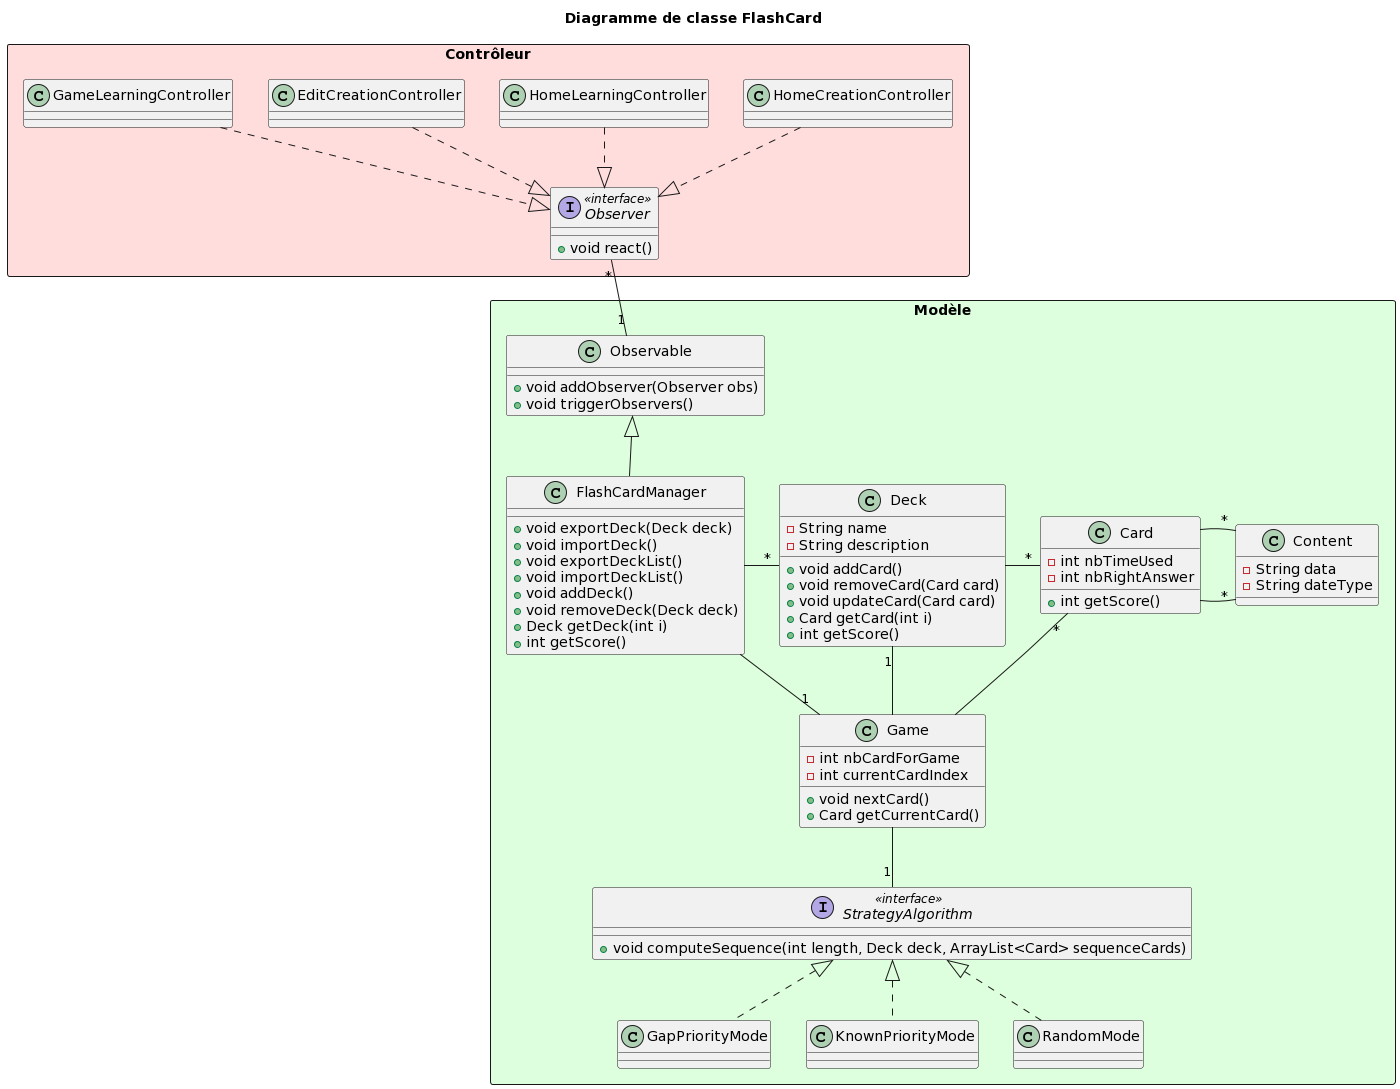 Diagramme de classe FlashCard
Contrôleur
C GameLearningController
C EditCreationController
C HomeLearningController
C HomeCreationController
I «interface»
Observer
void react()
*
1
Modèle
C Observable
void addObserver(Observer obs)
void triggerObservers()
C FlashCardManager
void exportDeck(Deck deck)
void importDeck()
void exportDeckList()
void importDeckList()
void addDeck()
void removeDeck(Deck deck)
Deck getDeck(int i)
int getScore()
*
C Deck
String name
String description
void addCard()
void removeCard(Card card)
void updateCard(Card card)
Card getCard(int i)
int getScore()
*
C Card
int nbTimeUsed
int nbRightAnswer
int getScore()
*
*
C Content
String data
String dateType
1
1
*
C Game
int nbCardForGame
int currentCardIndex
void nextCard()
Card getCurrentCard()
1
I «interface»
StrategyAlgorithm
void computeSequence(int length, Deck deck, ArrayList<Card> sequenceCards)
C GapPriorityMode
C KnownPriorityMode
C RandomMode